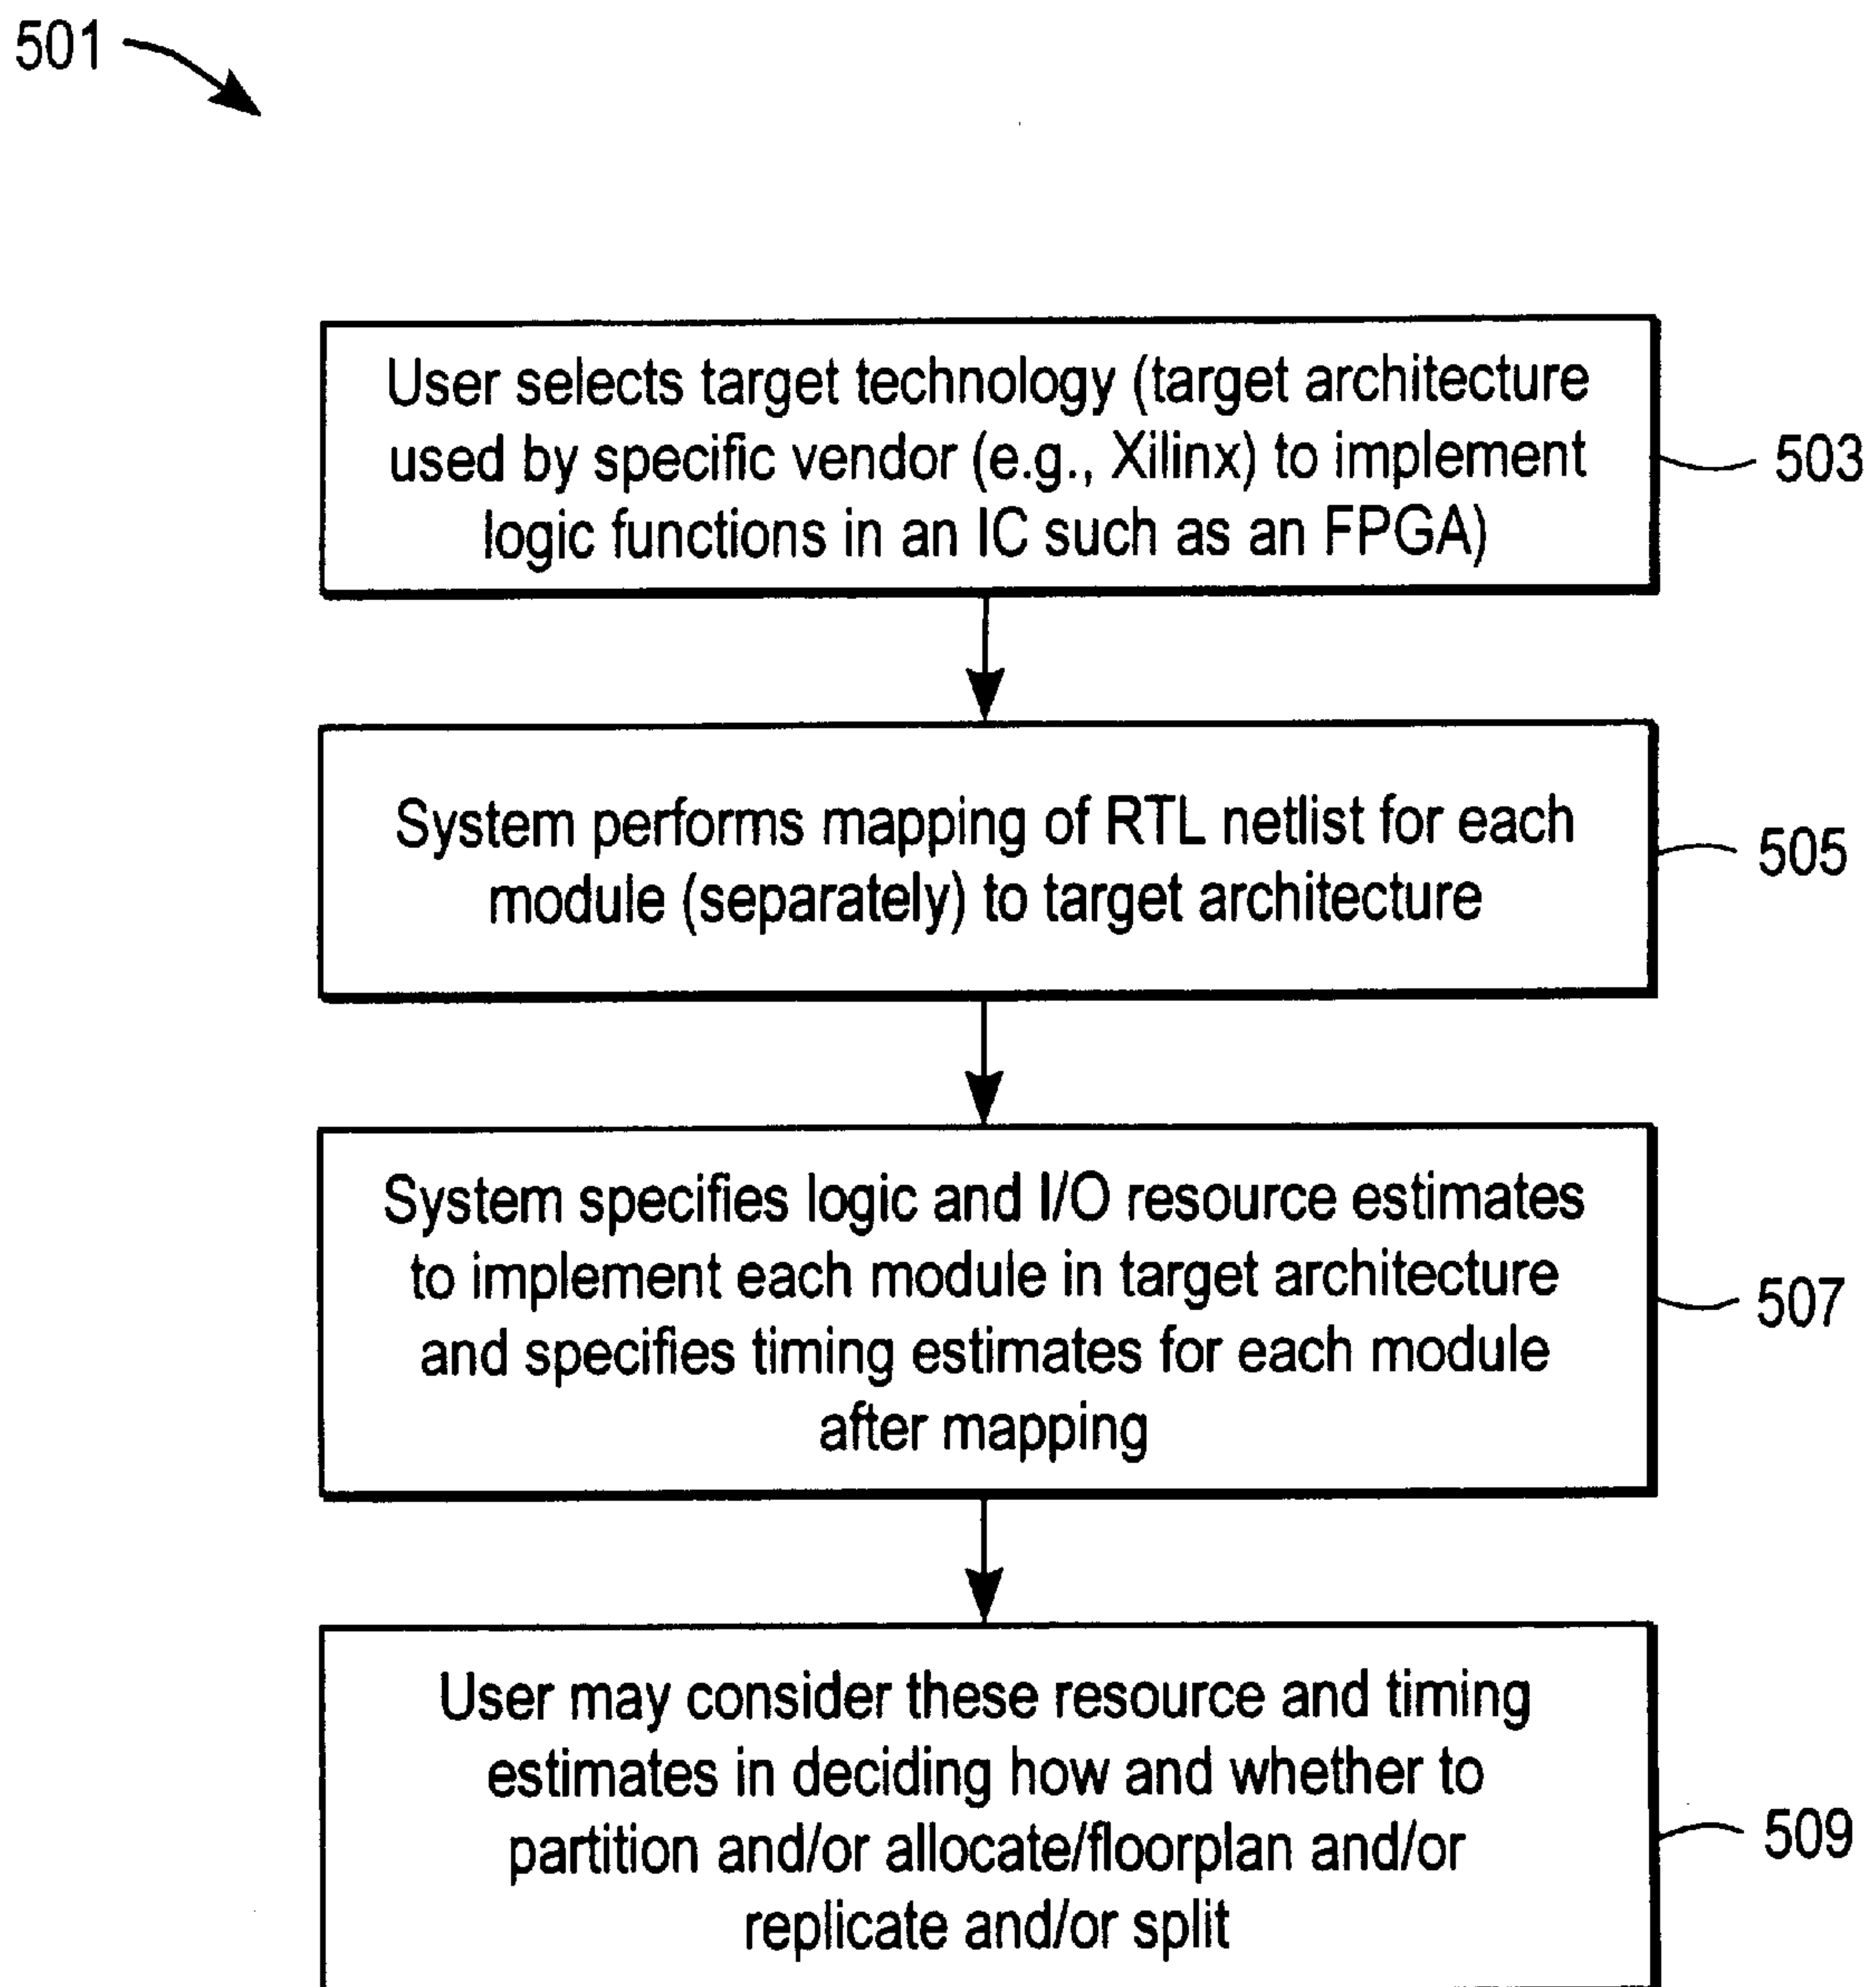 501
User selects target technology (target architecture
used by specific vendor (e.g., Xilinx) to implement
logic functions in an IC such as an FPGA)
503
System performs mapping of RTL netlist for each
module (separately) to target architecture
505
System specifies logic and I/O resource estimates
to implement each module in target architecture
and specifies timing estimates for each module
after mapping
507
User may consider these resource and timing
estimates in deciding how and whether to
partition and/or allocate/floorplan and/or
replicate and/or split
509